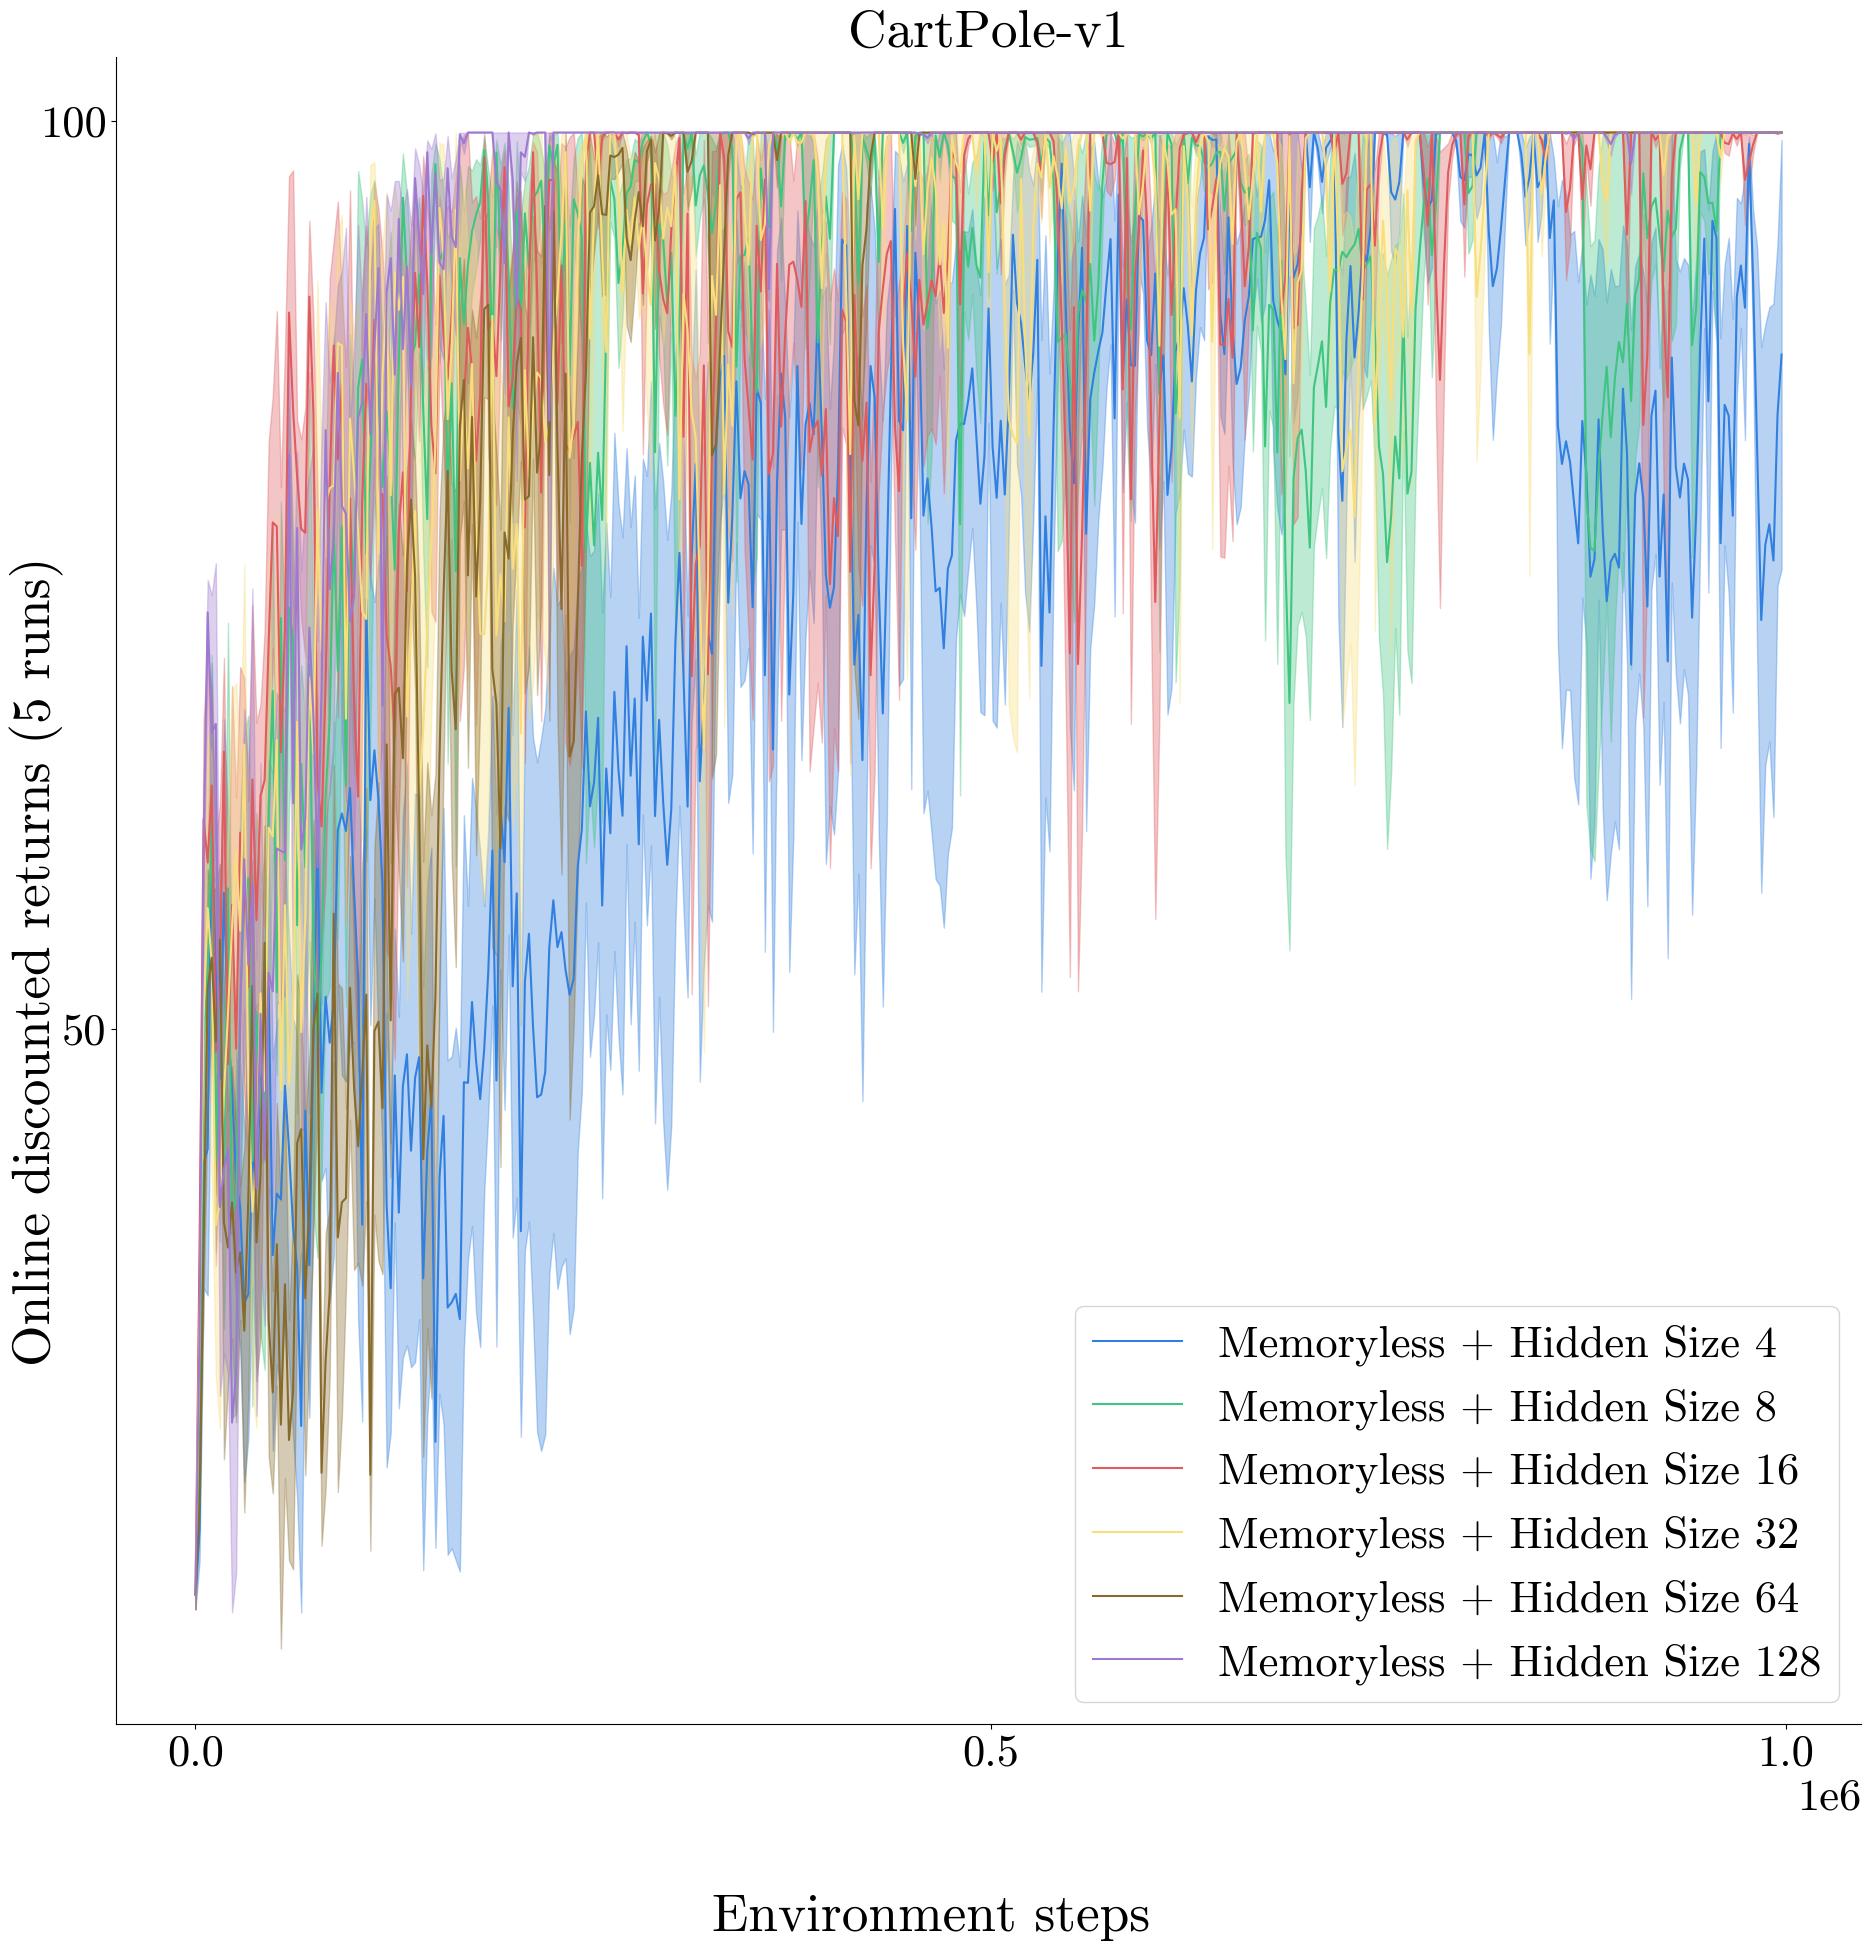 CartPole-v1
100
50
Online discounted returns (5 runs)
Memoryless + Hidden Size 4
Memoryless + Hidden Size 8
Memoryless + Hidden Size 16
Memoryless + Hidden Size 32
Memoryless + Hidden Size 64
Memoryless + Hidden Size 128
0.0 0.5 1.0
1e6
Environment steps